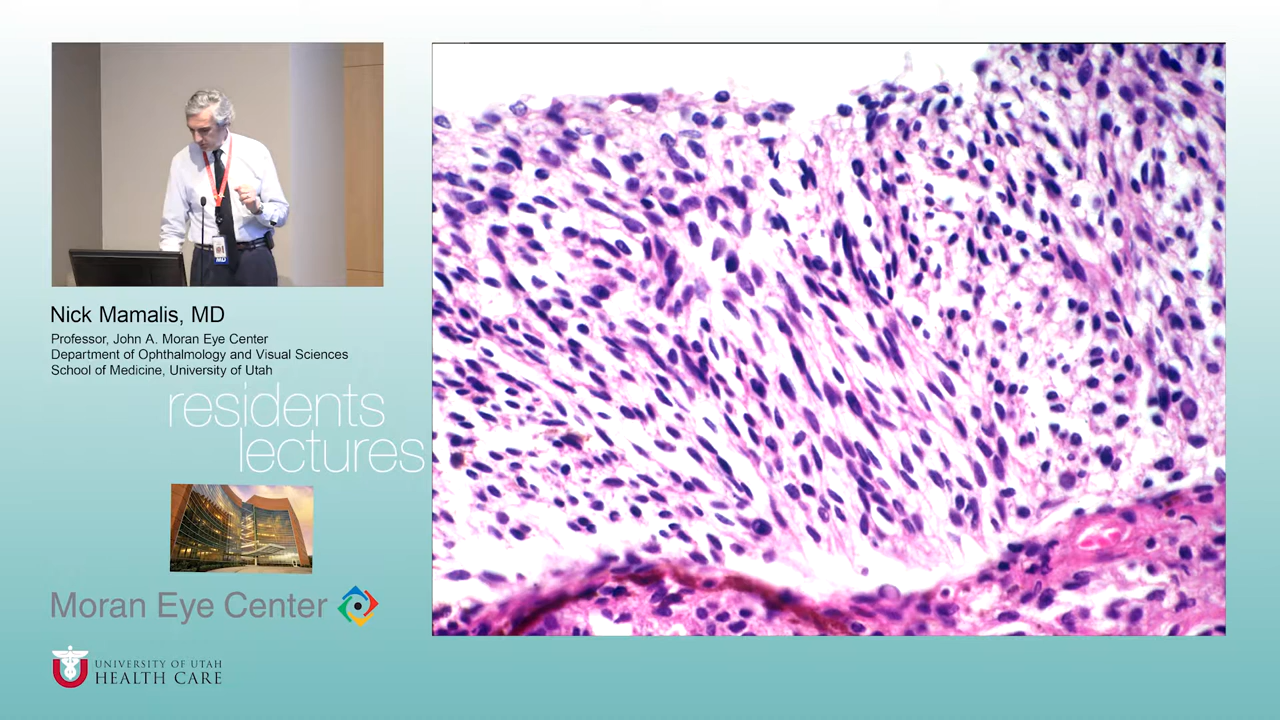 Nick Mamalis, MD
Professor, John A. Moran Eye Center
Department of Ophthalmology and Visual Sciences
School of Medicine, University of Utah
residents
lectures
Moran Eye Center
UNIVERSITY OF UTAH
HEALTH CARE
MD
U